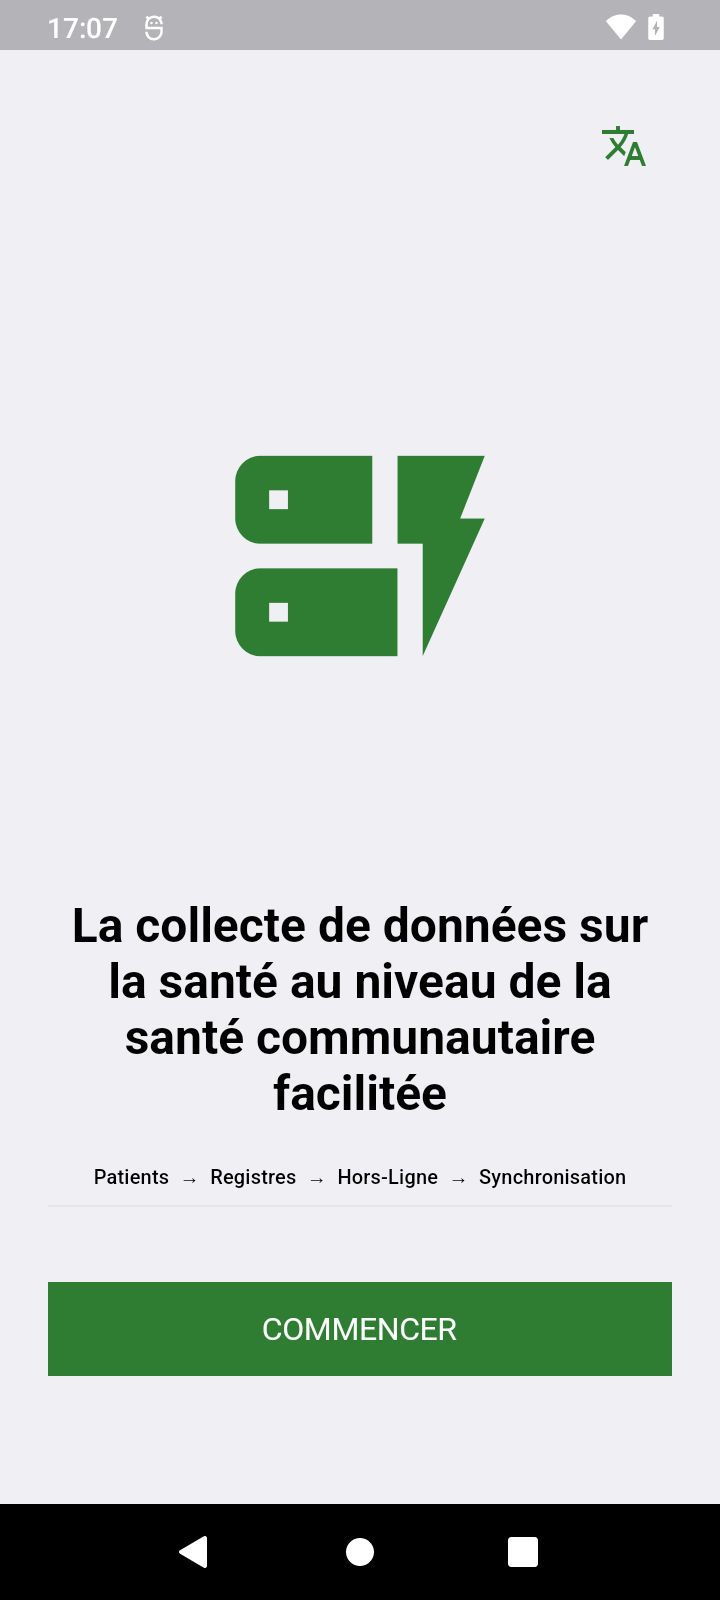 17:07
La collecte de données sur
la santé au niveau de la
santé communautaire
facilitée
Patients → Registres → Hors-Ligne → Synchronisation
COMMENCER